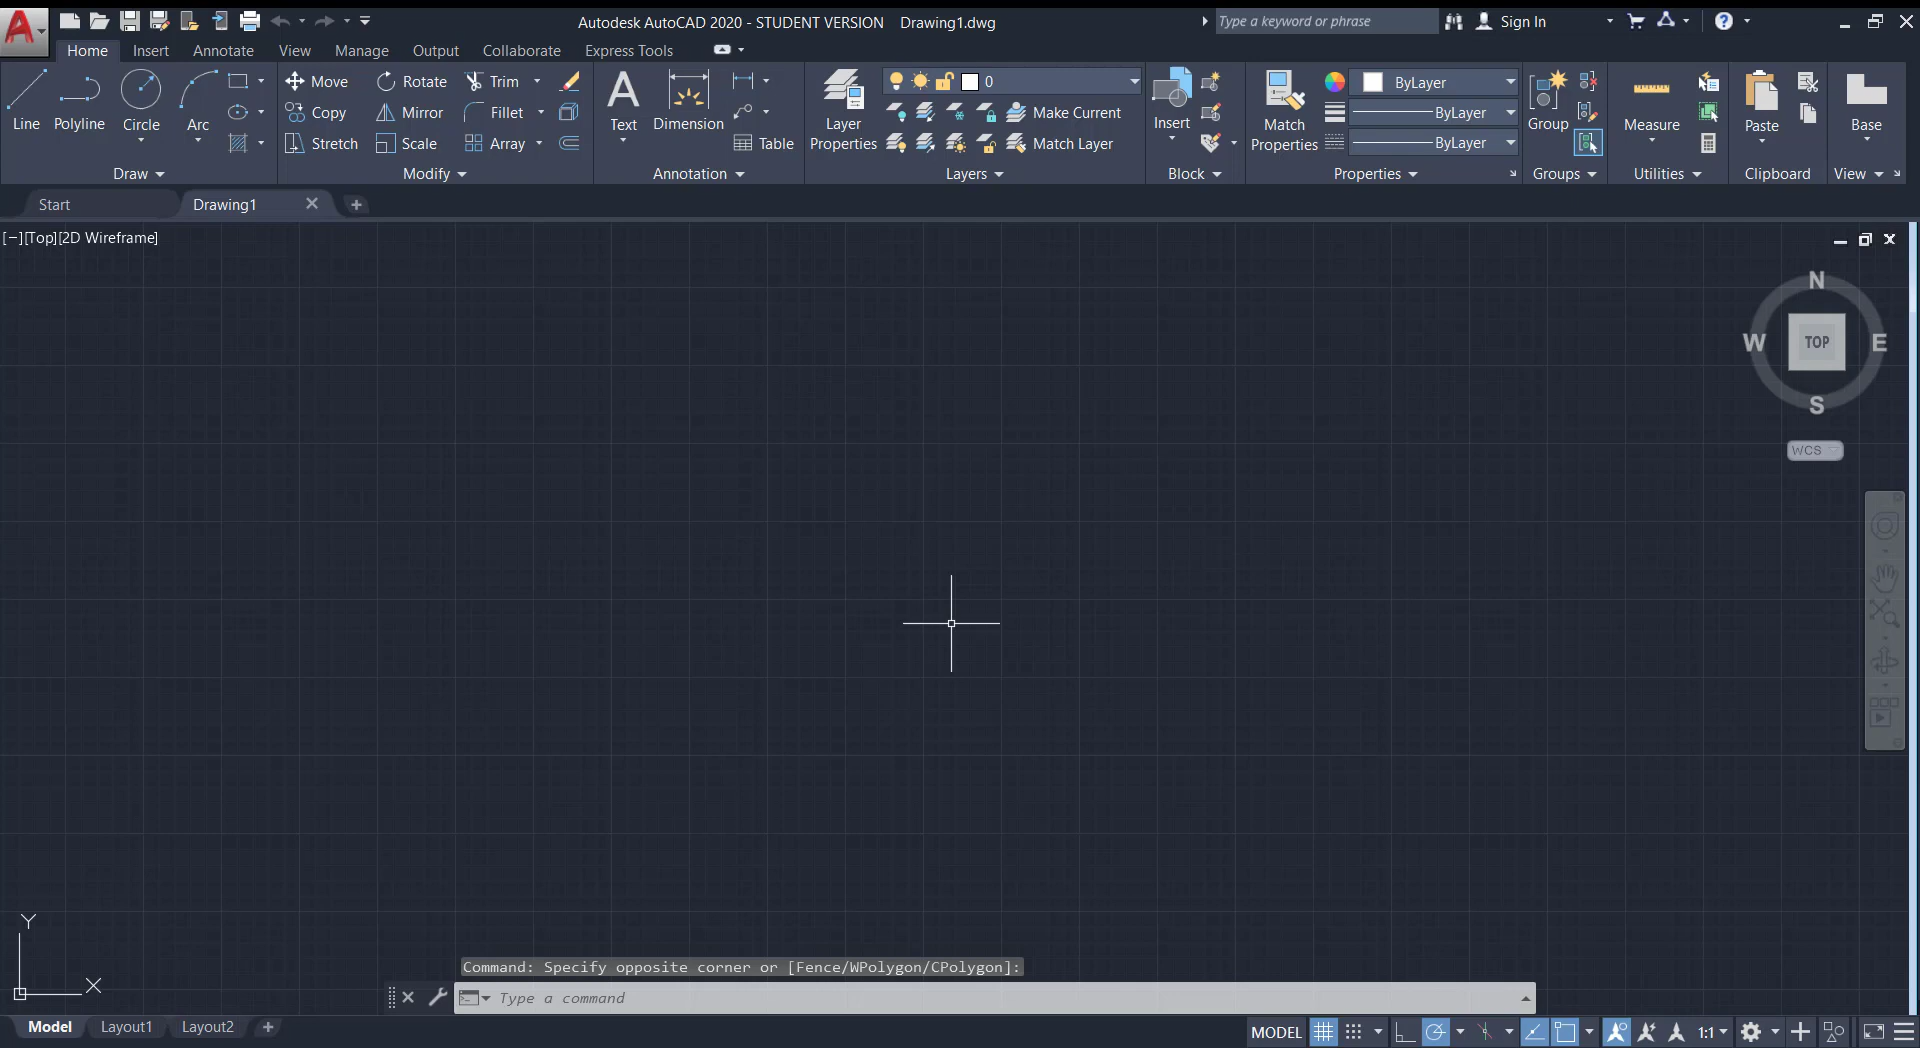 Autodesk AutoCAD 2020 - STUDENT VERSION Drawing1.dwg
Type a keyword or phrase
Sign In
Home Insert Annotate View Manage Output Collaborate Express Tools
Line Polyline Circle Arc
Draw
Move Rotate Trim
Copy Mirror Fillet
Stretch Scale Array
Modify
Text Dimension
Table
Annotation
Layer
Properties
0
Make Current
Match Layer
Layers
Insert
Block
Match
Properties
ByLayer
ByLayer
ByLayer
Properties
Group
Groups
Measure
Utilities
Paste
Clipboard
Base
View
Start Drawing1
[−][Top][2D Wireframe]
N
W TOP E
S
WCS
Y
X
Command: Specify opposite corner or [Fence/WPolygon/CPolygon]:
Type a command
Model Layout1 Layout2
MODEL 1:1